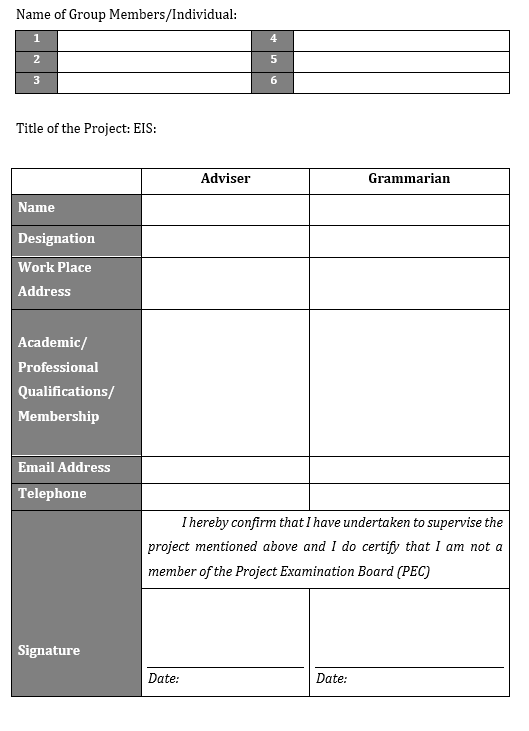 Name of Group Members/Individual:
1 4
2 5
3 6
Title of the Project: EIS:
Adviser Grammarian
Name
Designation
Work Place
Address
Academic/
Professional
Qualifications/
Membership
Email Address
Telephone
I hereby confirm that I have undertaken to supervise the
project mentioned above and I do certify that I am not a
member of the Project Examination Board (PEC)
Signature
Date: Date: